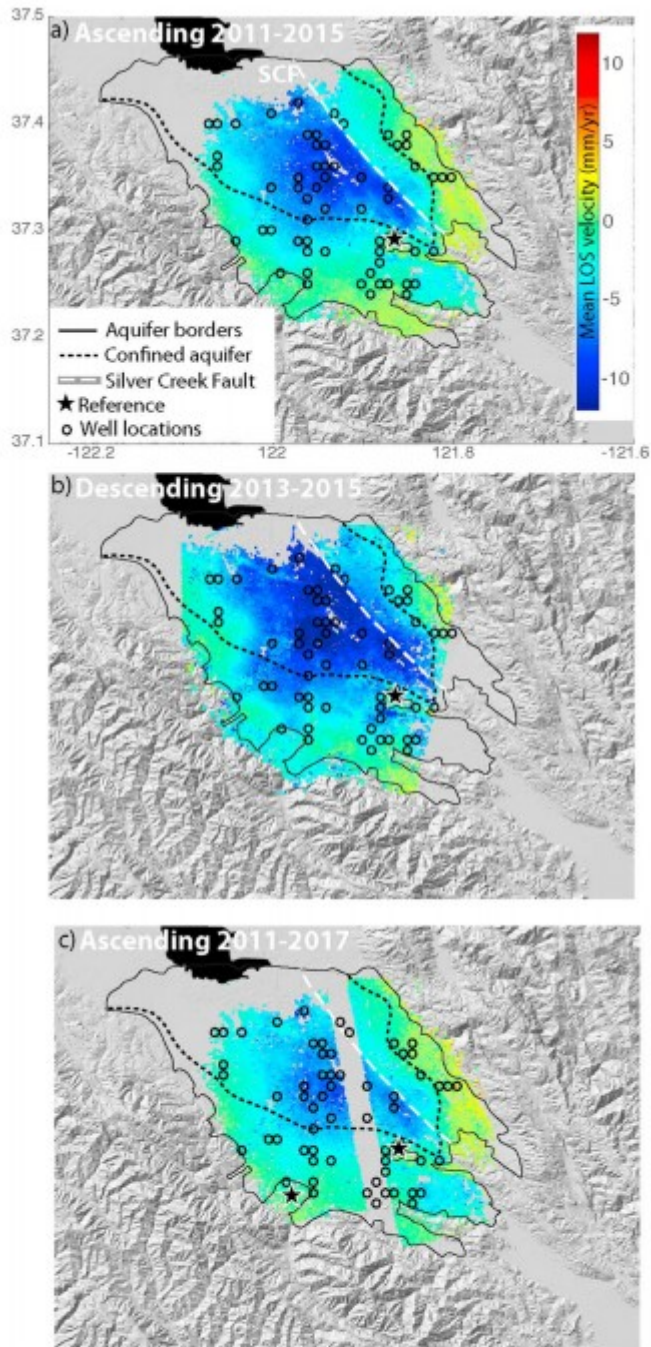 37.5
a) Ascending 2011-2015
SCF
10
37.4
5
37.3
0
-5
37.2
-10
Mean LOS velocity (mm/yr)
Aquifer borders
Confined aquifer
Silver Creek Fault
Reference
Well locations
37.1
-122.2
122
-121.8
-121.6
b) Descending 2013-2015
c) Ascending 2011-2017